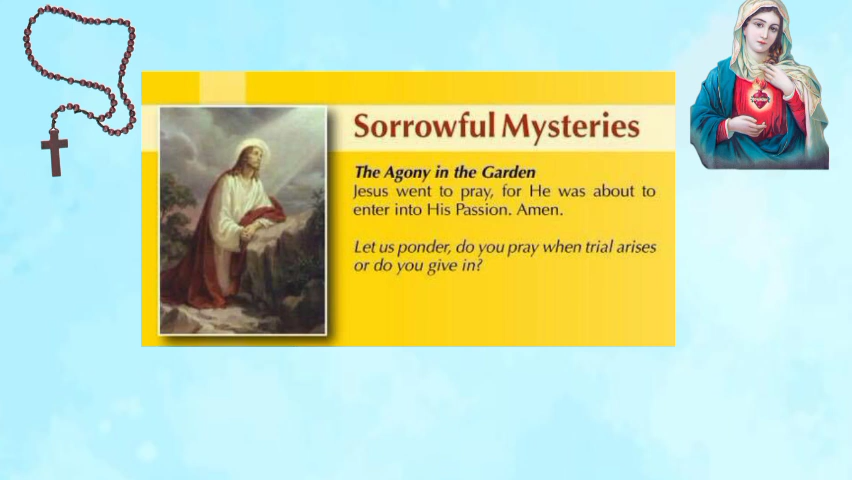 Sorrowful Mysteries
The Agony in the Garden
Jesus went to pray, for He was about to
enter into His Passion. Amen.
Let us ponder, do you pray when trial arises
or do you give in?